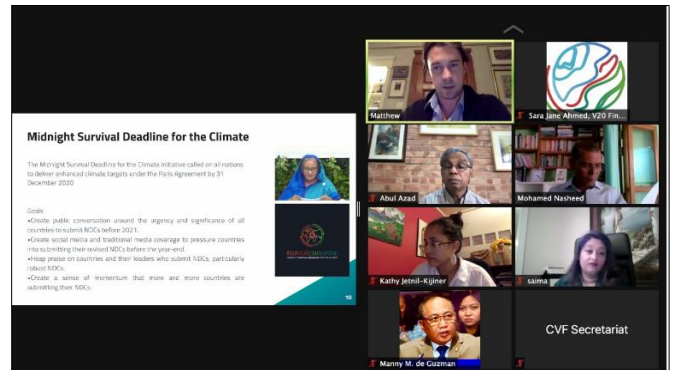 Midnight Survival Deadline for the Climate
The Midnight Survival Deadline for the Climate Initiative called on all nations
to deliver enhanced climate targets under the Paris Agreement by 31
December 2020
Goals
•Create public conversation around the urgency and significance of all
countries to submit NDCs before 2021.
•Create social media and traditional media coverage to pressure countries
into submitting their revised NDCs before the year-end.
•Heap praise on countries and their leaders who submit NDCs, particularly
robust NDCs.
•Create a sense of momentum that more and more countries are
submitting their NDCs.
10
Matthew
Sara Jane Ahmed, V20 Fin...
Abul Azad
Mohamed Nasheed
Kathy Jetnil-Kijiner
saima
Manny M. de Guzman
CVF Secretariat